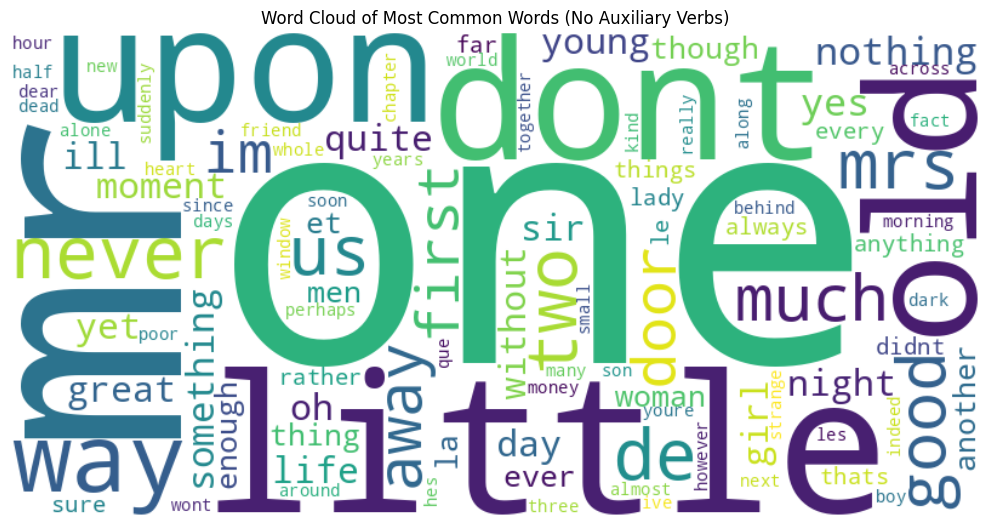 Word Cloud of Most Common Words (No Auxiliary Verbs)
hour
upon
far
young
though
nothing
half
new
suddenly
chapter
world
together
dont
across
dear
dead
alone
friend
whole
quite
kind
really
along
yes
every
fact
old
ill
im
heart
years
things
mrs
moment
since
days
soon
et
us
window
men
perhaps
first
sir
lady
le
behind
always
morning
anything
mr
never
one
without
two
small
door
much
dark
yet
poor
something
que
didnt
great
enough
rather
away
many
son
money
woman
girl
strange
night
good
another
oh
thing
life
around
la
day
ever
de
youre
however
les
indeed
way
little
sure
wont
hes
three
almost
ive
next
thats
boy